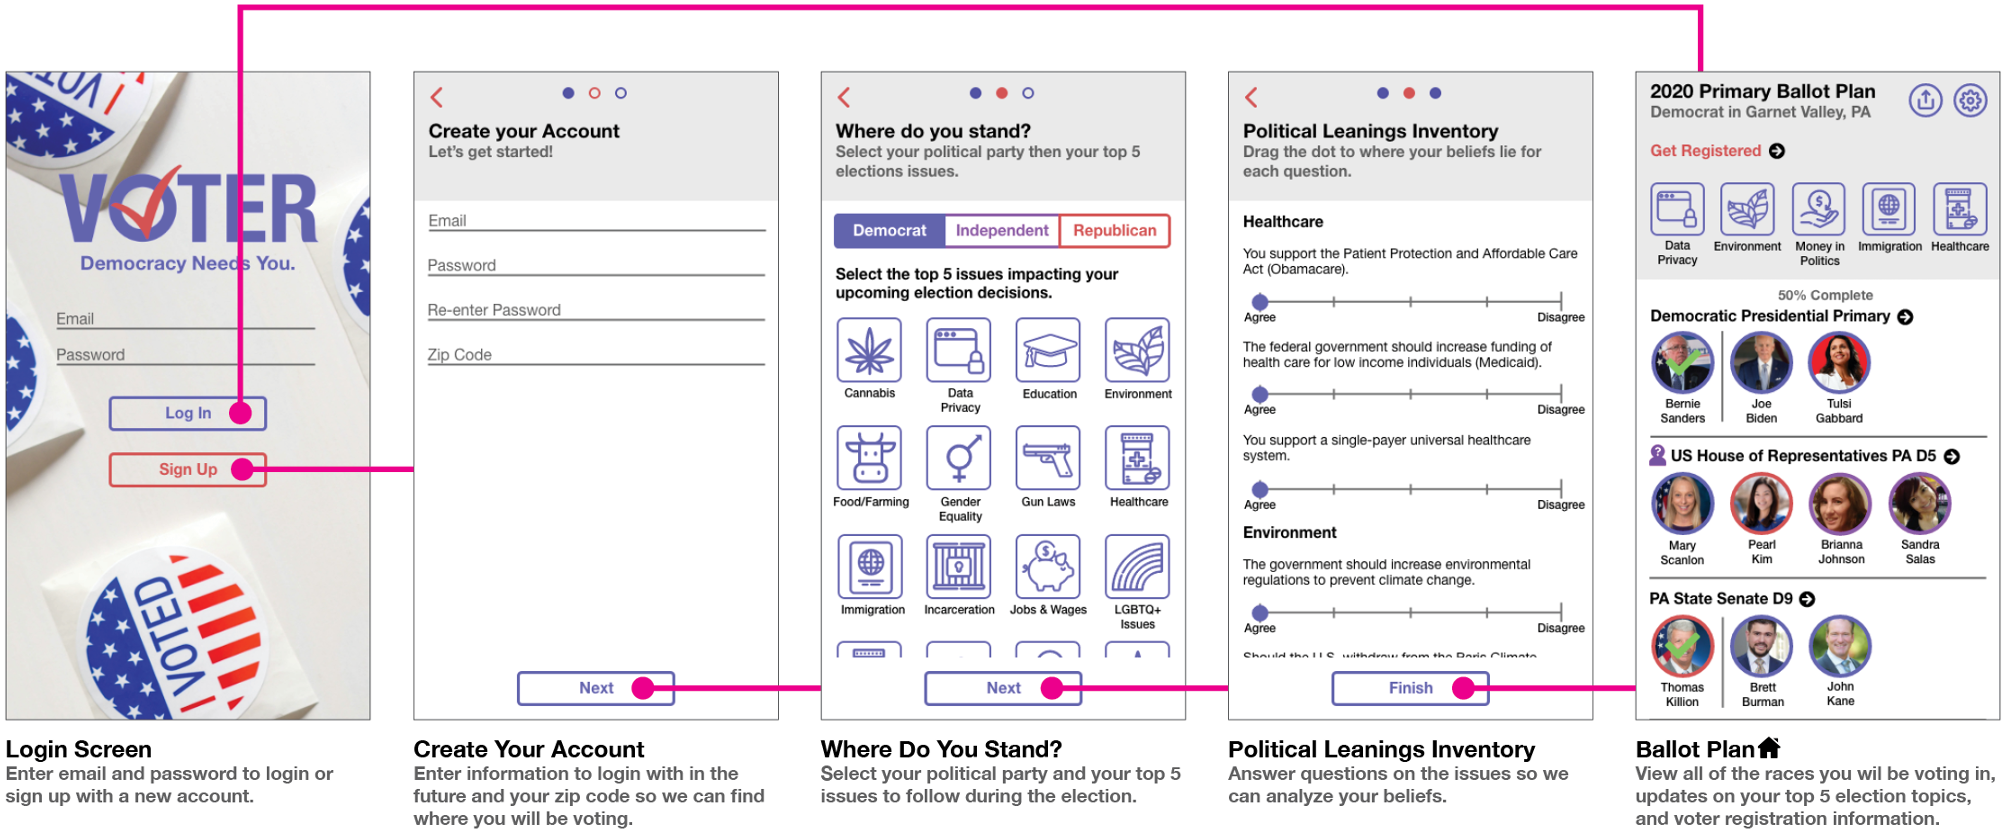 VOTER
Democracy Needs You.
Email
Password
Log In
Sign Up
I VOTED
Login Screen
Enter email and password to login or
sign up with a new account.
Create your Account
Let's get started!
Email
Password
Re-enter Password
Zip Code
Next
Create Your Account
Enter information to login with in the
future and your zip code so we can find
where you will be voting.
Where do you stand?
Select your political party then your top 5
elections issues.
Democrat Independent Republican
Select the top 5 issues impacting your
upcoming election decisions.
Cannabis Data Education Environment
Privacy
Food/Farming Gender Gun Laws Healthcare
Equality
Immigration Incarceration Jobs & Wages LGBTQ+
Issues
Next
Where Do You Stand?
Select your political party and your top 5
issues to follow during the election.
Political Leanings Inventory
Drag the dot to where your beliefs lie for
each question.
Healthcare
You support the Patient Protection and Affordable Care
Act (Obamacare).
Agree Disagree
The federal government should increase funding of
health care for low income individuals (Medicaid).
Agree Disagree
You support a single-payer universal healthcare
system.
Agree Disagree
Environment
The government should increase environmental
regulations to prevent climate change.
Agree Disagree
Should the U.S. withdraw from the Paris Climate
Finish
Political Leanings Inventory
Answer questions on the issues so we
can analyze your beliefs.
2020 Primary Ballot Plan
Democrat in Garnet Valley, PA
Get Registered
Data Environment Money in Immigration Healthcare
Privacy Politics
50% Complete
Democratic Presidential Primary
Bernie Joe Tulsi
Sanders Biden Gabbard
US House of Representatives PA D5
Mary Pearl Brianna Sandra
Scanlon Kim Johnson Salas
PA State Senate D9
Thomas Brett John
Killion Burman Kane
Ballot Plan
View all of the races you wil be voting in,
updates on your top 5 election topics,
and voter registration information.